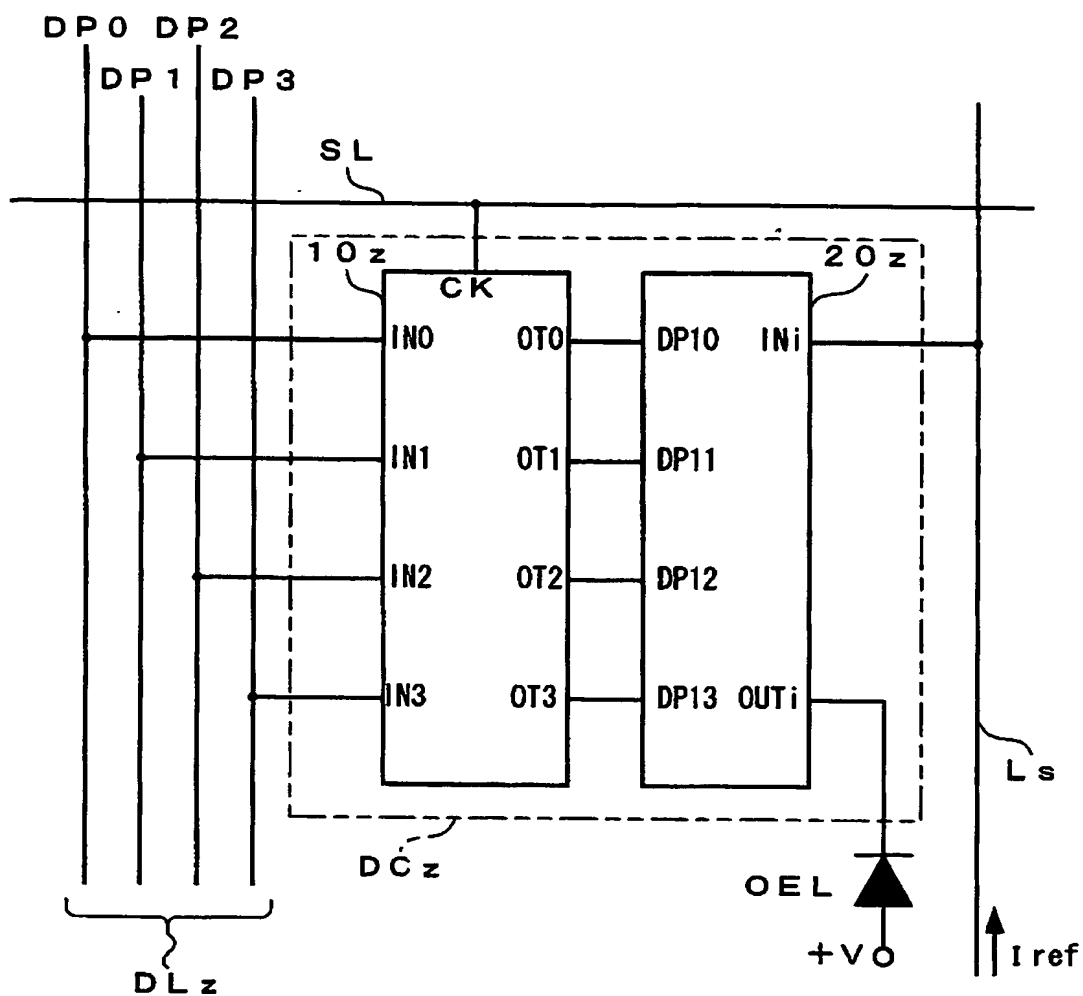 DP0 DP2
DP1 DP3
SL
10z
20z
CK
IN0 OT0 DP10 INi
IN1 OT1 DP11
IN2 OT2 DP12
IN3 OT3 DP13 OUTi
Ls
DCz
OEL
+V
Iref
DLz